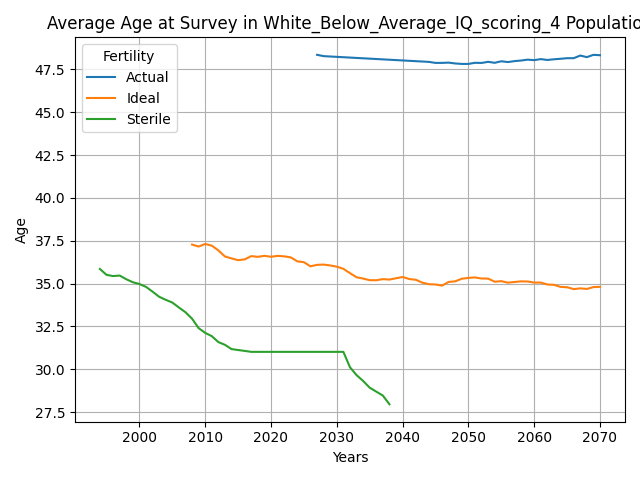 Average Age at Survey in White_Below_Average_IQ_scoring_4 Populatio
Fertility
Actual
Ideal
Sterile
Age
47.5
45.0
42.5
40.0
37.5
35.0
32.5
30.0
27.5
2000 2010 2020 2030 2040 2050 2060 2070
Years